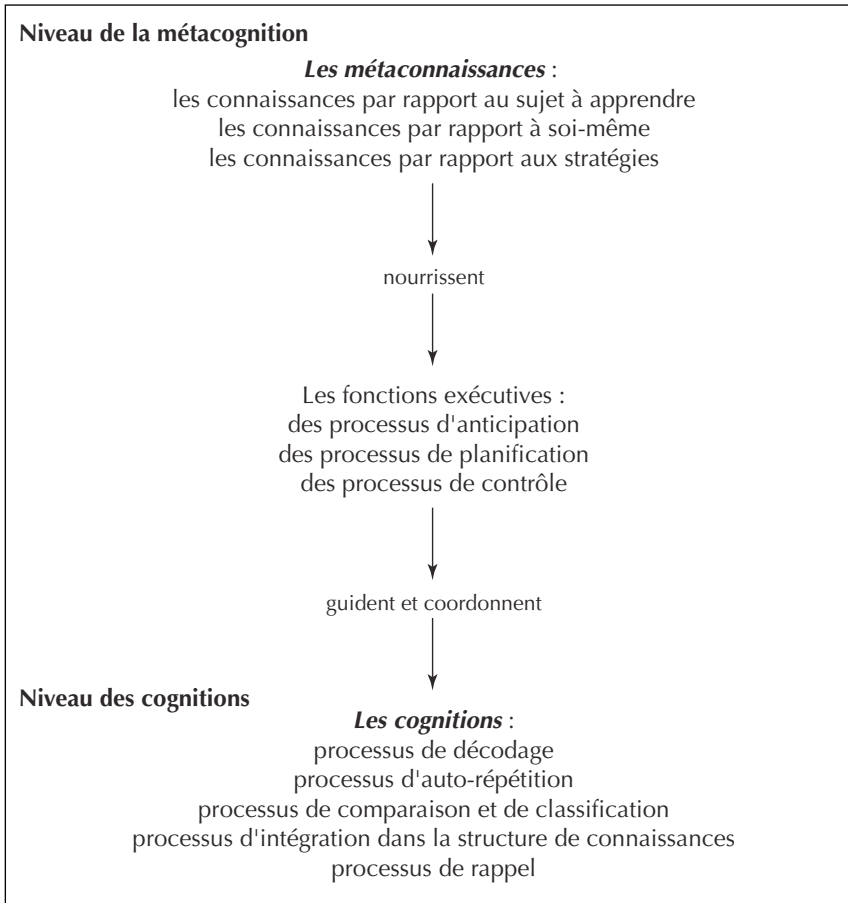 Niveau de la métacognition
Les métaconnaissances :
les connaissances par rapport au sujet à apprendre
les connaissances par rapport à soi-même
les connaissances par rapport aux stratégies
nourrissent
Les fonctions exécutives :
des processus d'anticipation
des processus de planification
des processus de contrôle
guident et coordonnent
Niveau des cognitions
Les cognitions :
processus de décodage
processus d'auto-répétition
processus de comparaison et de classification
processus d'intégration dans la structure de connaissances
processus de rappel